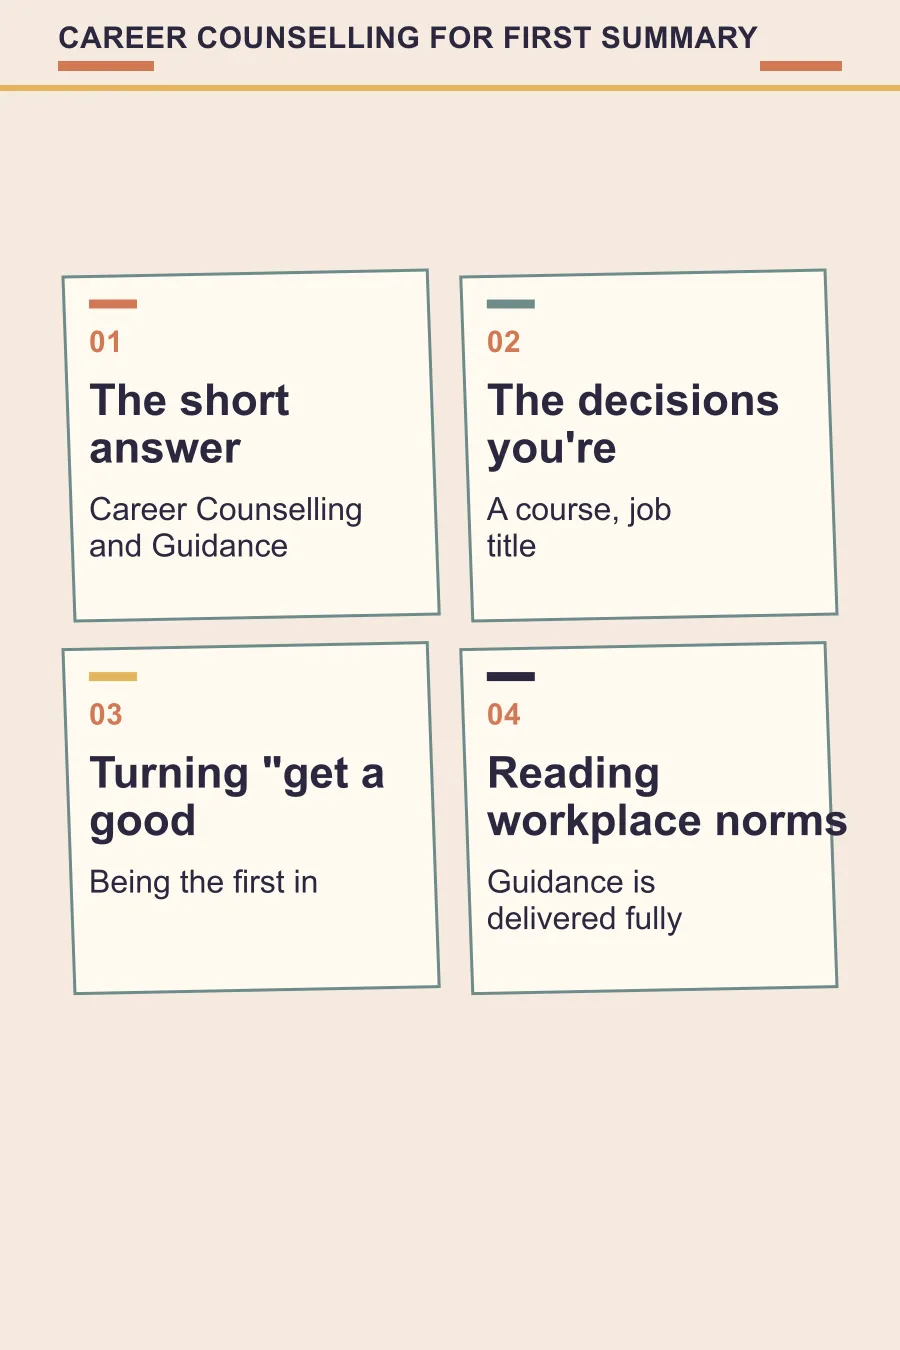 CAREER COUNSELLING FOR FIRST SUMMARY
01
The short
answer
Career Counselling
and Guidance
02
The decisions
you're
A course, job
title
03
Turning "get a
good
Being the first in
04
Reading
workplace norms
Guidance is
delivered fully